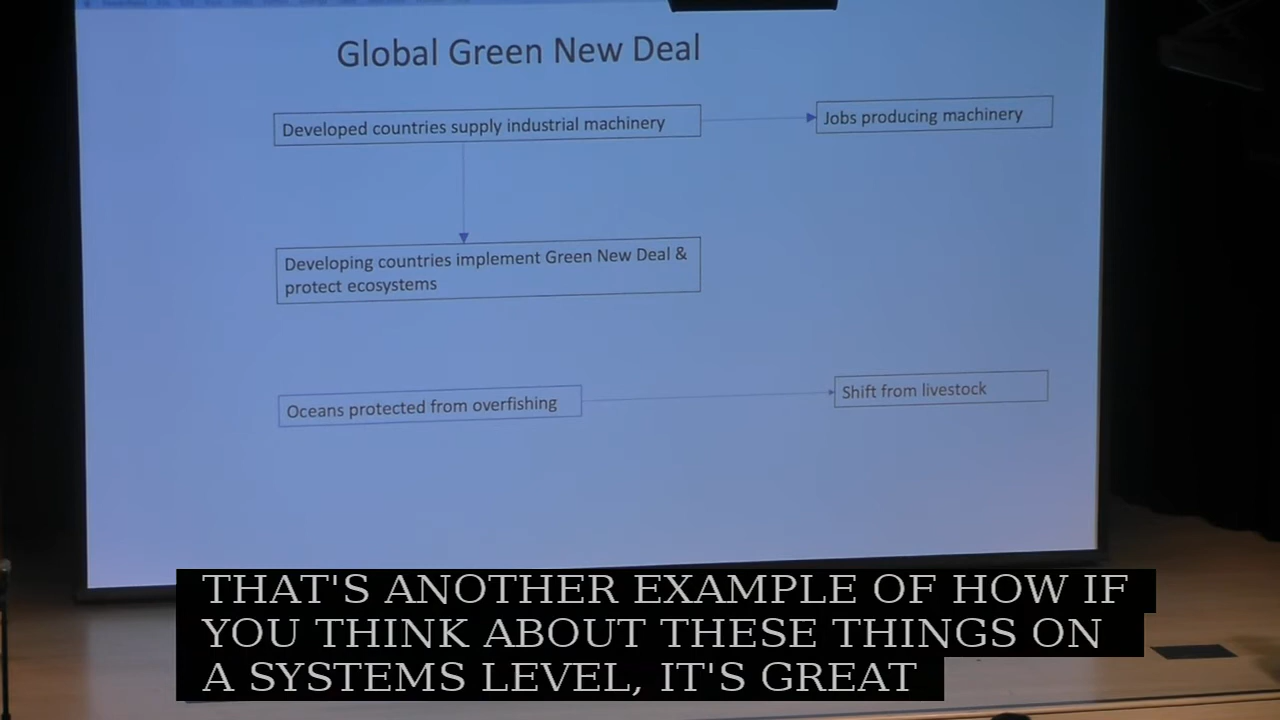 Global Green New Deal
Developed countries supply industrial machinery
Jobs producing machinery
Developing countries implement Green New Deal &
protect ecosystems
Oceans protected from overfishing
Shift from livestock
THAT'S ANOTHER EXAMPLE OF HOW IF
YOU THINK ABOUT THESE THINGS ON
A SYSTEMS LEVEL, IT'S GREAT